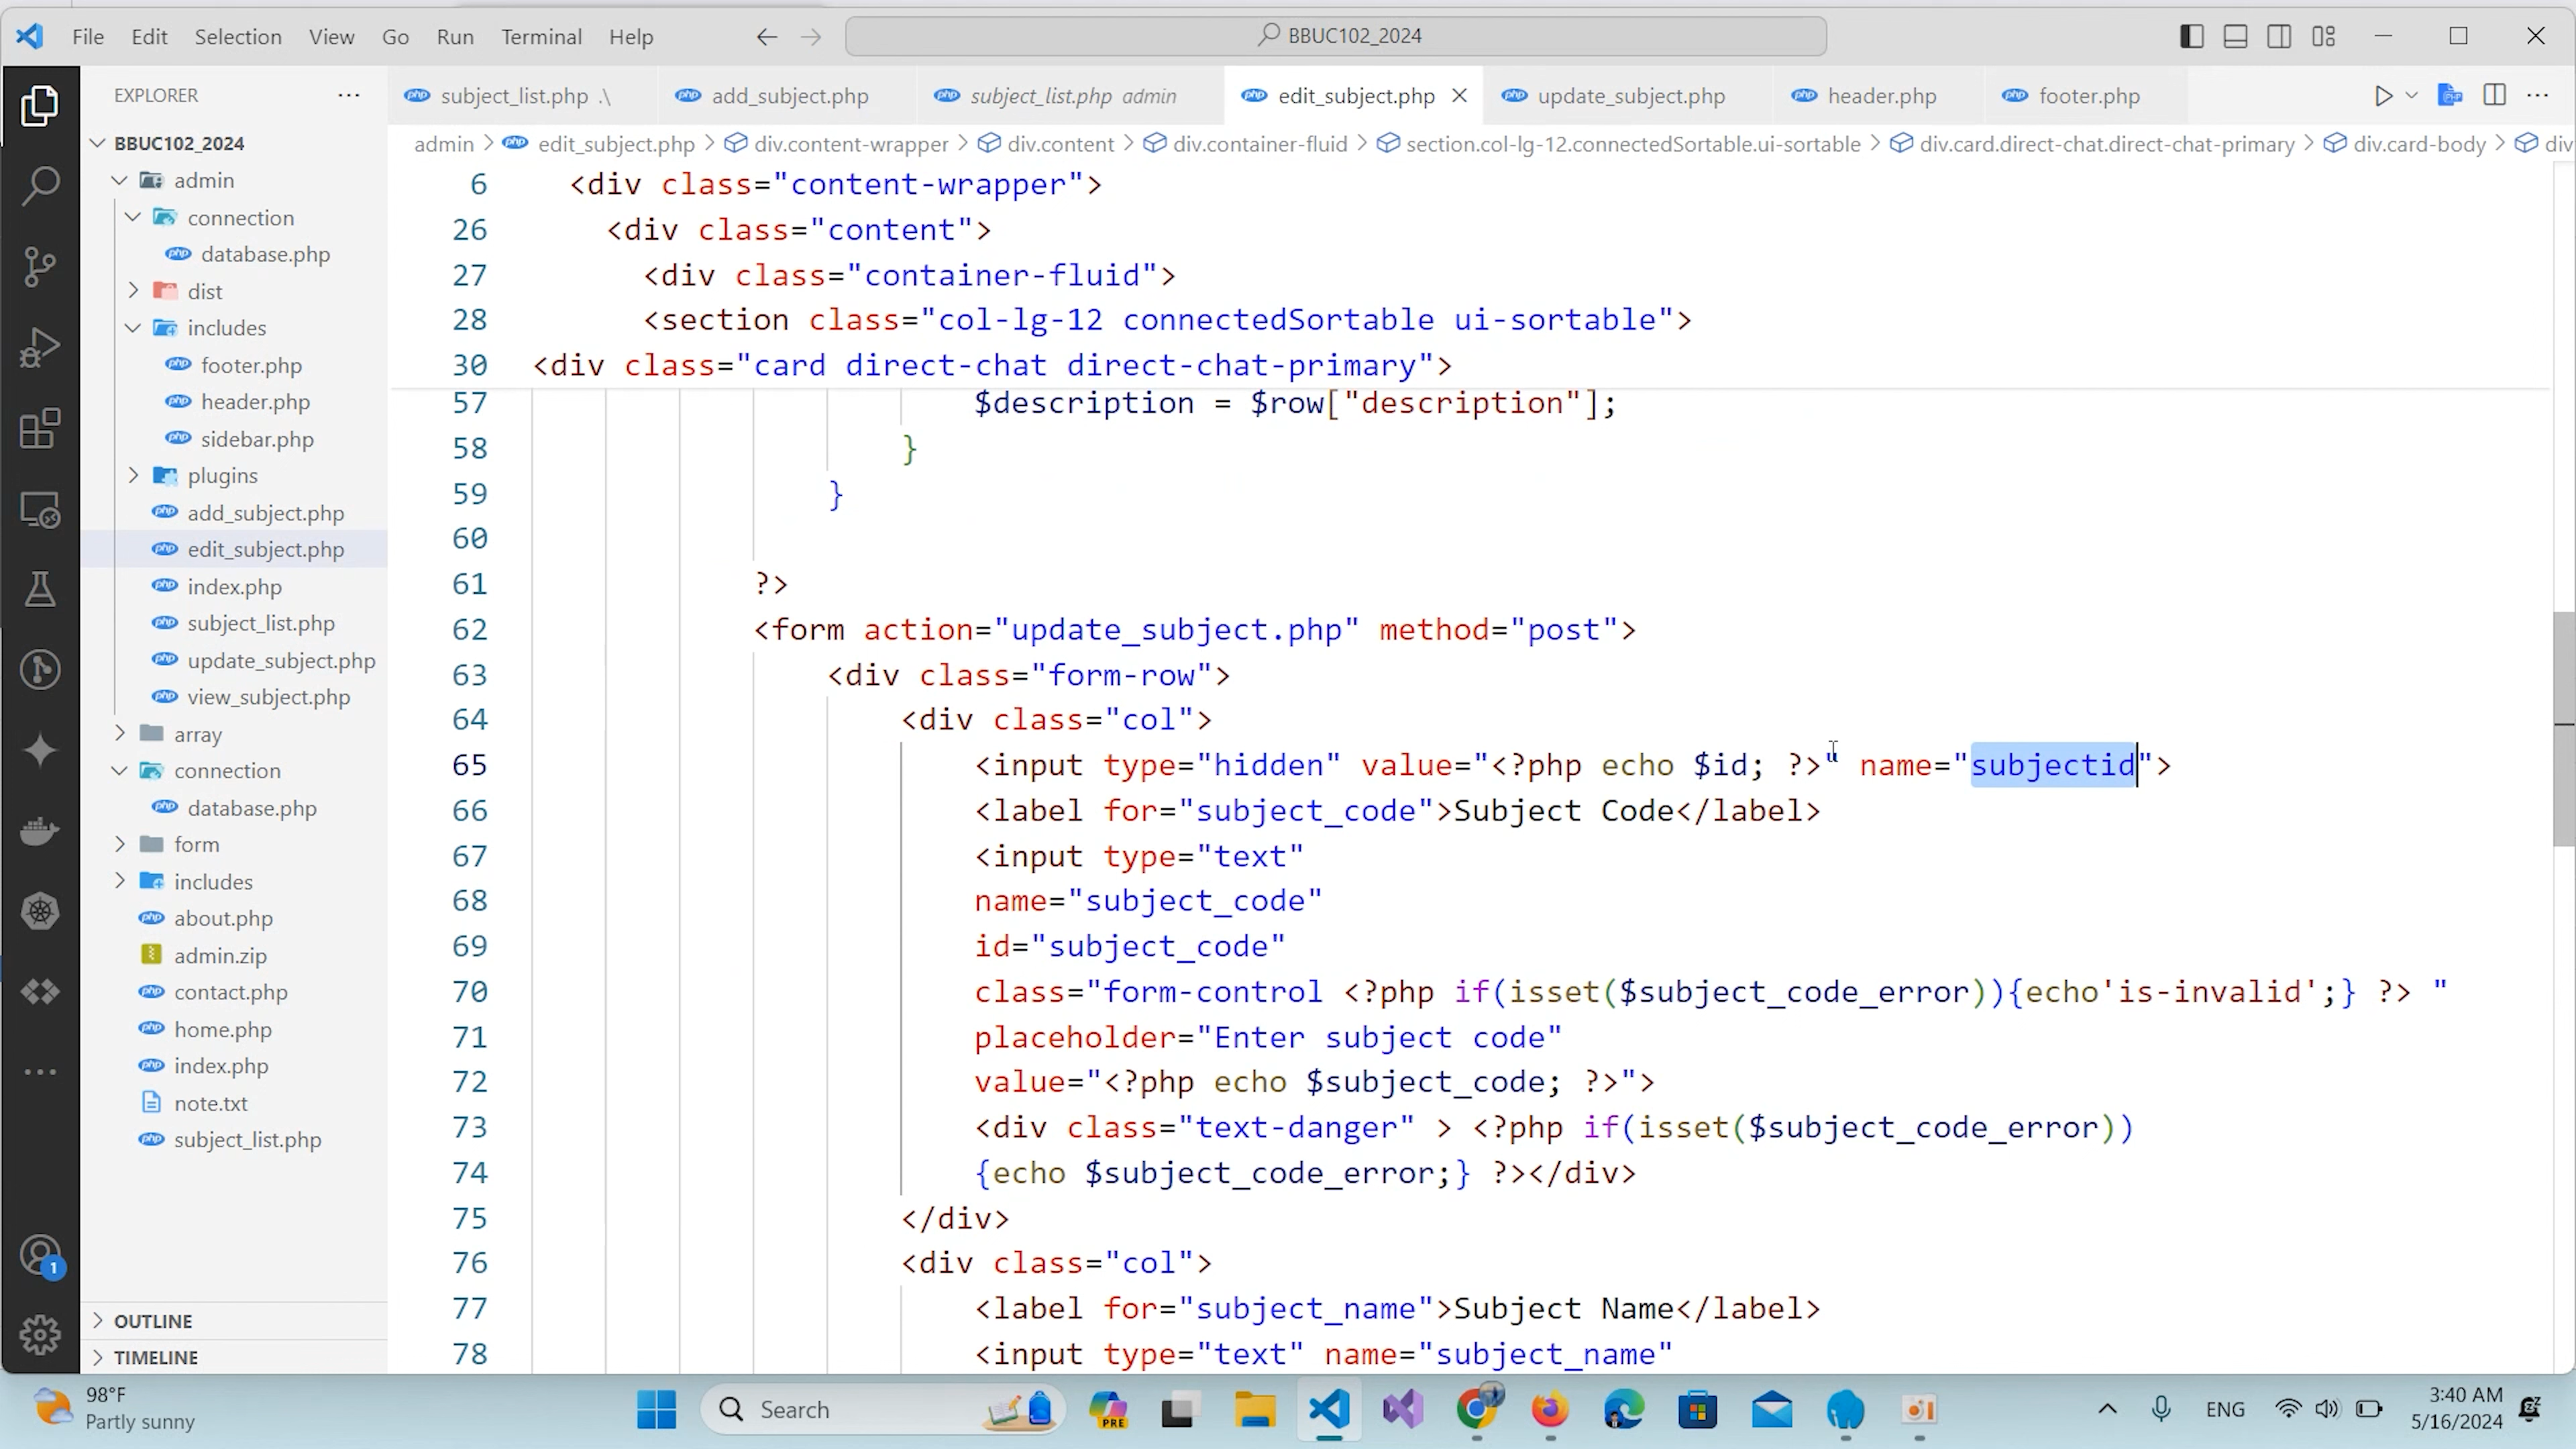 File Edit Selection View Go Run Terminal Help BBUC102_2024
EXPLORER ... subject_list.php .\ add_subject.php subject_list.php admin edit_subject.php update_subject.php header.php footer.php
admin > edit_subject.php > div.content-wrapper > div.content > div.container-fluid > section.col-lg-12.connectedSortable.ui-sortable > div.card.direct-chat.direct-chat-primary > div.card-body > div
BBUC102_2024
admin
connection
database.php
dist
includes
footer.php
header.php
sidebar.php
plugins
add_subject.php
edit_subject.php
index.php
subject_list.php
update_subject.php
view_subject.php
array
connection
database.php
form
includes
about.php
admin.zip
contact.php
home.php
index.php
note.txt
subject_list.php
OUTLINE
TIMELINE
1
6 <div class="content-wrapper">
26 <div class="content">
27 <div class="container-fluid">
28 <section class="col-lg-12 connectedSortable ui-sortable">
30 <div class="card direct-chat direct-chat-primary">
57 $description = $row["description"];
58 }
59 }
60
61 ?>
62 <form action="update_subject.php" method="post">
63 <div class="form-row">
64 <div class="col">
65 <input type="hidden" value="<?php echo $id; ?>" name="subjectid">
66 <label for="subject_code">Subject Code</label>
67 <input type="text"
68 name="subject_code"
69 id="subject_code"
70 class="form-control <?php if(isset($subject_code_error)){echo'is-invalid';} ?> "
71 placeholder="Enter subject code"
72 value="<?php echo $subject_code; ?>">
73 <div class="text-danger" > <?php if(isset($subject_code_error))
74 {echo $subject_code_error;} ?></div>
75 </div>
76 <div class="col">
77 <label for="subject_name">Subject Name</label>
78 <input type="text" name="subject_name"
98°F
Partly sunny
Search
PRE
ENG
3:40 AM
5/16/2024